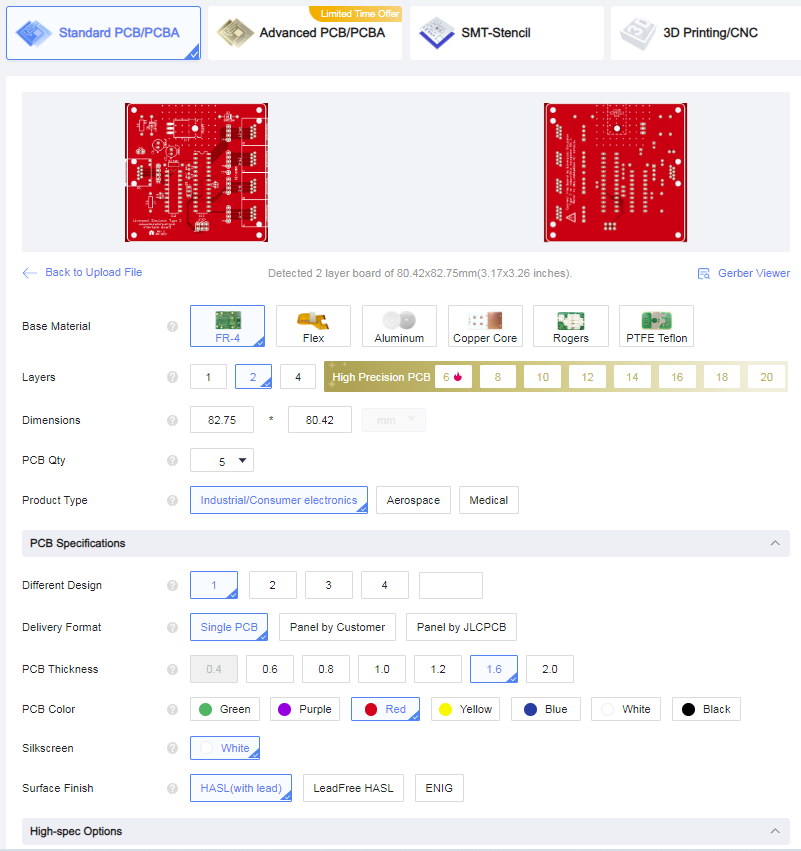 Limited Time Offer
Standard PCB/PCBA Advanced PCB/PCBA SMT-Stencil 3D Printing/CNC
Back to Upload File Detected 2 layer board of 80.42x82.75mm(3.17x3.26 inches). Gerber Viewer
Base Material ? FR-4 Flex Aluminum Copper Core Rogers PTFE Teflon
Layers ? 1 2 4 High Precision PCB 6 8 10 12 14 16 18 20
Dimensions ? 82.75 * 80.42 mm
PCB Qty ? 5
Product Type ? Industrial/Consumer electronics Aerospace Medical
PCB Specifications
Different Design ? 1 2 3 4
Delivery Format ? Single PCB Panel by Customer Panel by JLCPCB
PCB Thickness ? 0.4 0.6 0.8 1.0 1.2 1.6 2.0
PCB Color ? Green Purple Red Yellow Blue White Black
Silkscreen ? White
Surface Finish ? HASL(with lead) LeadFree HASL ENIG
High-spec Options